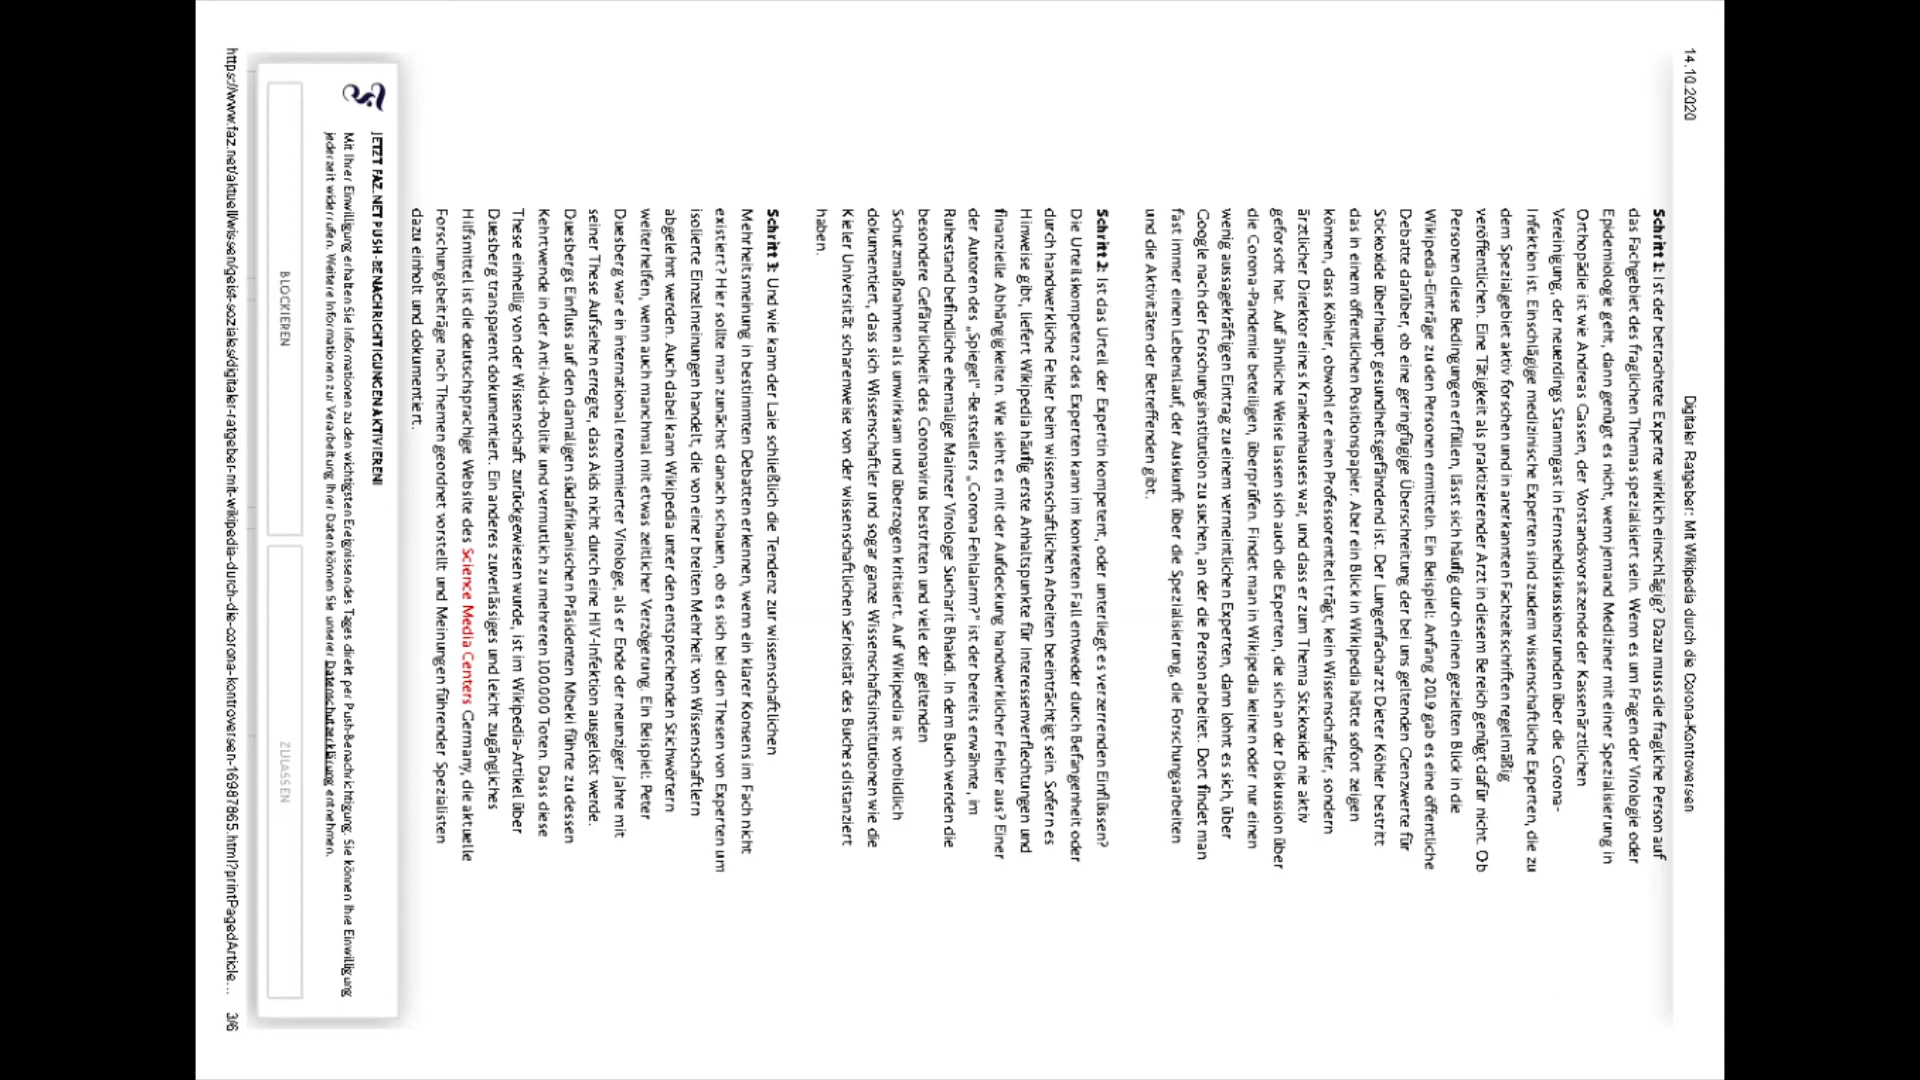 14.10.2020
Digitaler Ratgeber: Mit Wikipedia durch die Corona-Kontroversen
Schritt 1: Ist der betrachtete Experte wirklich einschlägig? Dazu muss die fragliche Person auf
das Fachgebiet des fraglichen Themas spezialisiert sein. Wenn es um Fragen der Virologie oder
Epidemiologie geht, dann genügt es nicht, wenn jemand Mediziner mit einer Spezialisierung in
Orthopädie ist wie Andreas Gassen, der Vorstandsvorsitzende der Kassenärztlichen
Vereinigung, der neuerdings Stammgast in Fernsehdiskussionsrunden über die Corona-
Infektion ist. Einschlägige medizinische Experten sind zudem wissenschaftliche Experten, die zu
dem Spezialgebiet aktiv forschen und in anerkannten Fachzeitschriften regelmäßig
veröffentlichen. Eine Tätigkeit als praktizierender Arzt in diesem Bereich genügt dafür nicht. Ob
Personen diese Bedingungen erfüllen, lässt sich häufig durch einen gezielten Blick in die
Wikipedia-Einträge zu den Personen ermitteln. Ein Beispiel: Anfang 2019 gab es eine öffentliche
Debatte darüber, ob eine geringfügige Überschreitung der bei uns geltenden Grenzwerte für
Stickoxide überhaupt gesundheitsgefährdend ist. Der Lungenfacharzt Dieter Köhler bestritt
das in einem öffentlichen Positionspapier. Aber ein Blick in Wikipedia hätte sofort zeigen
können, dass Köhler, obwohl er einen Professorentitel trägt, kein Wissenschaftler, sondern
ärztlicher Direktor eines Krankenhauses war, und dass er zum Thema Stickoxide nie aktiv
geforscht hat. Auf ähnliche Weise lassen sich auch die Experten, die sich an der Diskussion über
die Corona-Pandemie beteiligen, überprüfen. Findet man in Wikipedia keinen oder nur einen
wenig aussagekräftigen Eintrag zu einem vermeintlichen Experten, dann lohnt es sich, über
Google nach der Forschungsinstitution zu suchen, an der die Person arbeitet. Dort findet man
fast immer einen Lebenslauf, der Auskunft über die Spezialisierung, die Forschungsarbeiten
und die Aktivitäten der Betreffenden gibt.
Schritt 2: Ist das Urteil der Expertin kompetent, oder unterliegt es verzerrenden Einflüssen?
Die Urteilskompetenz des Experten kann im konkreten Fall entweder durch Befangenheit oder
durch handwerkliche Fehler beim wissenschaftlichen Arbeiten beeinträchtigt sein. Sofern es
Hinweise gibt, liefert Wikipedia häufig erste Anhaltspunkte für Interessenverflechtungen und
finanzielle Abhängigkeiten. Wie sieht es mit der Aufdeckung handwerklicher Fehler aus? Einer
der Autoren des „Spiegel"-Bestsellers „Corona Fehlalarm?" ist der bereits erwähnte, im
Ruhestand befindliche ehemalige Mainzer Virologe Sucharit Bhakdi. In dem Buch werden die
besondere Gefährlichkeit des Coronavirus bestritten und viele der geltenden
Schutzmaßnahmen als unwirksam und überzogen kritisiert. Auf Wikipedia ist vorbildlich
dokumentiert, dass sich Wissenschaftler und sogar ganze Wissenschaftsinstitutionen wie die
Kieler Universität scharenweise von der wissenschaftlichen Seriosität des Buches distanziert
haben.
Schritt 3: Und wie kann der Laie schließlich die Tendenz zur wissenschaftlichen
Mehrheitsmeinung in bestimmten Debatten erkennen, wenn ein klarer Konsens im Fach nicht
existiert? Hier sollte man zunächst danach schauen, ob es sich bei den Thesen von Experten um
isolierte Einzelmeinungen handelt, die von einer breiten Mehrheit von Wissenschaftlern
abgelehnt werden. Auch dabei kann Wikipedia unter den entsprechenden Stichwörtern
weiterhelfen, wenn auch manchmal mit etwas zeitlicher Verzögerung. Ein Beispiel: Peter
Duesberg war ein international renommierter Virologe, als er Ende der neunziger Jahre mit
seiner These Aufsehen erregte, dass Aids nicht durch eine HIV-Infektion ausgelöst werde.
Duesbergs Einfluss auf den damaligen südafrikanischen Präsidenten Mbeki führte zu dessen
Kehrtwende in der Anti-Aids-Politik und vermutlich zu mehreren 100.000 Toten. Dass diese
These einhellig von der Wissenschaft zurückgewiesen wurde, ist im Wikipedia-Artikel über
Duesberg transparent dokumentiert. Ein anderes zuverlässiges und leicht zugängliches
Hilfsmittel ist die deutschsprachige Website des Science Media Centers Germany, die aktuelle
Forschungsbeiträge nach Themen geordnet vorstellt und Meinungen führender Spezialisten
dazu einholt und dokumentiert.
JETZT FAZ.NET PUSH-BENACHRICHTIGUNGEN AKTIVIEREN!
Mit Ihrer Einwilligung erhalten Sie Informationen zu den wichtigsten Ereignissen des Tages direkt per Push-Benachrichtigung. Sie können Ihre Einwilligung
jederzeit widerrufen. Weitere Informationen zur Verarbeitung Ihrer Daten können Sie unserer Datenschutzerklärung entnehmen.
BLOCKIEREN
ZULASSEN
https://www.faz.net/aktuell/wissen/geist-soziales/digitaler-ratgeber-mit-wikipedia-durch-die-corona-kontroversen-16987865.html?printPagedArticle...
3/6